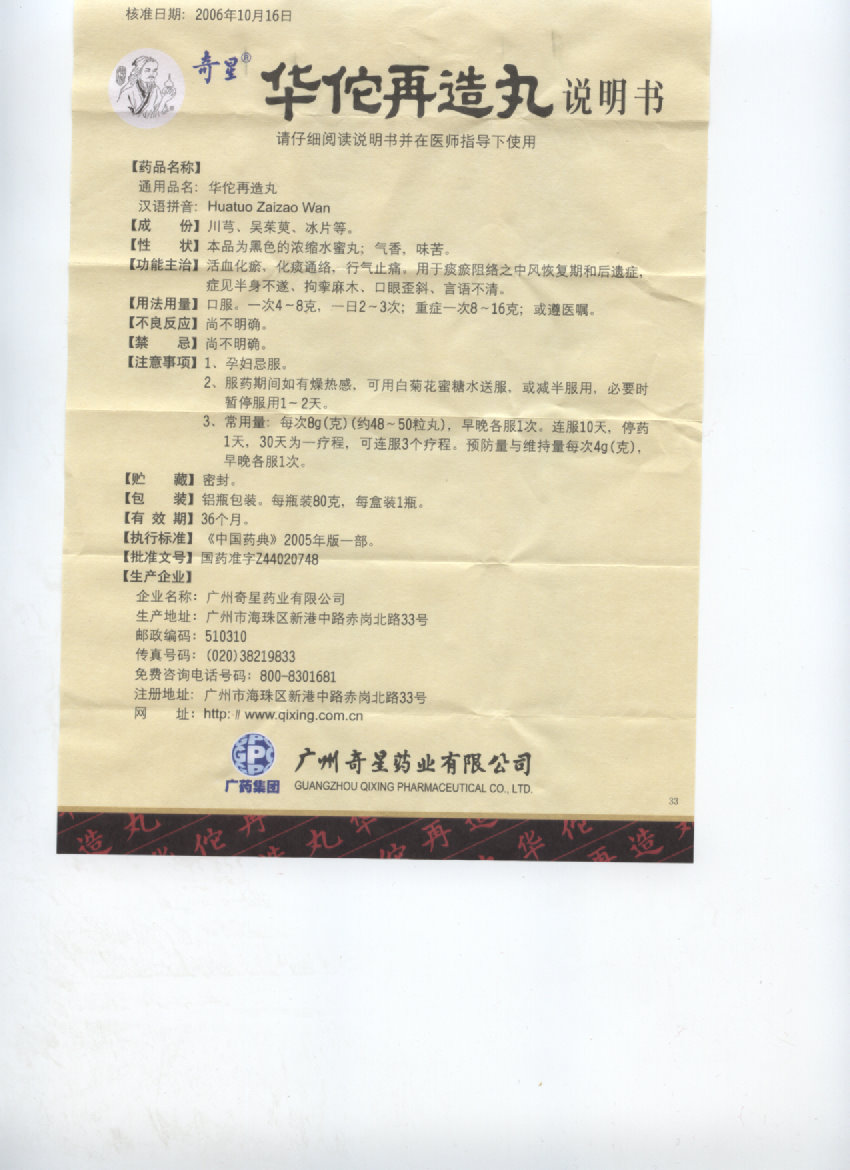 核准日期: 2006年10月16日
奇星® 华佗再造丸 说明书
请仔细阅读说明书并在医师指导下使用
【药品名称】
通用品名: 华佗再造丸
汉语拼音: Huatuo Zaizao Wan
【成 份】川芎、吴茱萸、冰片等。
【性 状】本品为黑色的浓缩水蜜丸; 气香, 味苦。
【功能主治】活血化瘀、化痰通络、行气止痛, 用于痰瘀阻络之中风恢复期和后遗症,
症见半身不遂、拘挛麻木、口眼歪斜、言语不清。
【用法用量】口服。一次4~8克, 一日2~3次; 重症一次8~16克; 或遵医嘱。
【不良反应】尚不明确。
【禁 忌】尚不明确。
【注意事项】1、孕妇忌服。
2、服药期间如有燥热感, 可用白菊花蜜糖水送服, 或减半服用, 必要时
暂停服用1~2天。
3、常用量: 每次8g(克)(约48~50粒丸), 早晚各服1次。连服10天, 停药
1天, 30天为一疗程, 可连服3个疗程。预防量与维持量每次4g(克),
早晚各服1次。
【贮 藏】密封。
【包 装】铝瓶包装。每瓶装80克, 每盒装1瓶。
【有 效 期】36个月。
【执行标准】《中国药典》2005年版一部。
【批准文号】国药准字Z44020748
【生产企业】
企业名称: 广州奇星药业有限公司
生产地址: 广州市海珠区新港中路赤岗北路33号
邮政编码: 510310
传真号码: (020)38219833
免费咨询电话号码: 800-8301681
注册地址: 广州市海珠区新港中路赤岗北路33号
网 址: http: // www.qixing.com.cn
GPC
广药集团
广州奇星药业有限公司
GUANGZHOU QIXING PHARMACEUTICAL CO., LTD.
33
造丸 佗再 造丸华 佗再造 华佗 再造丸